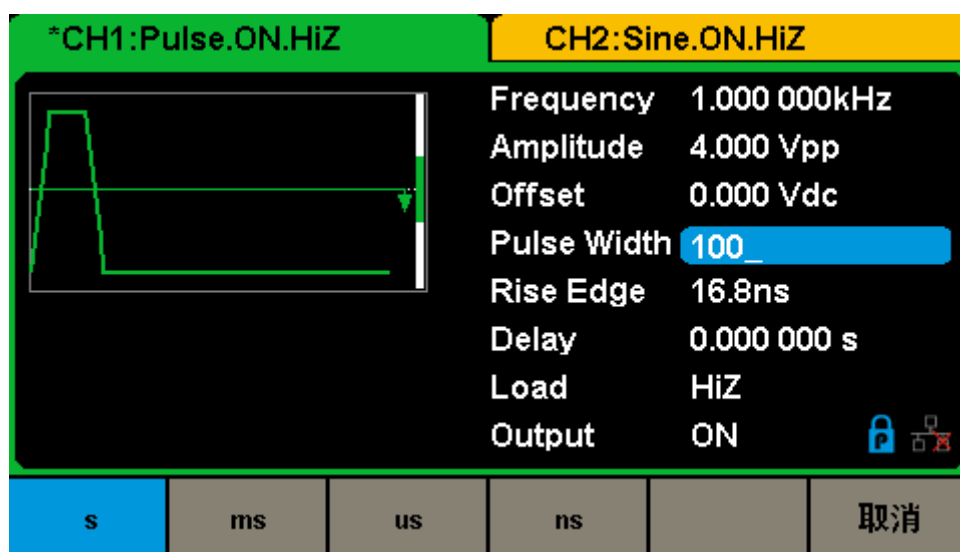 *CH1:Pulse.ON.HiZ CH2:Sine.ON.HiZ
Frequency 1.000 000kHz
Amplitude 4.000 Vpp
Offset 0.000 Vdc
Pulse Width 100_
Rise Edge 16.8ns
Delay 0.000 000 s
Load HiZ
Output ON P
s ms us ns 取消